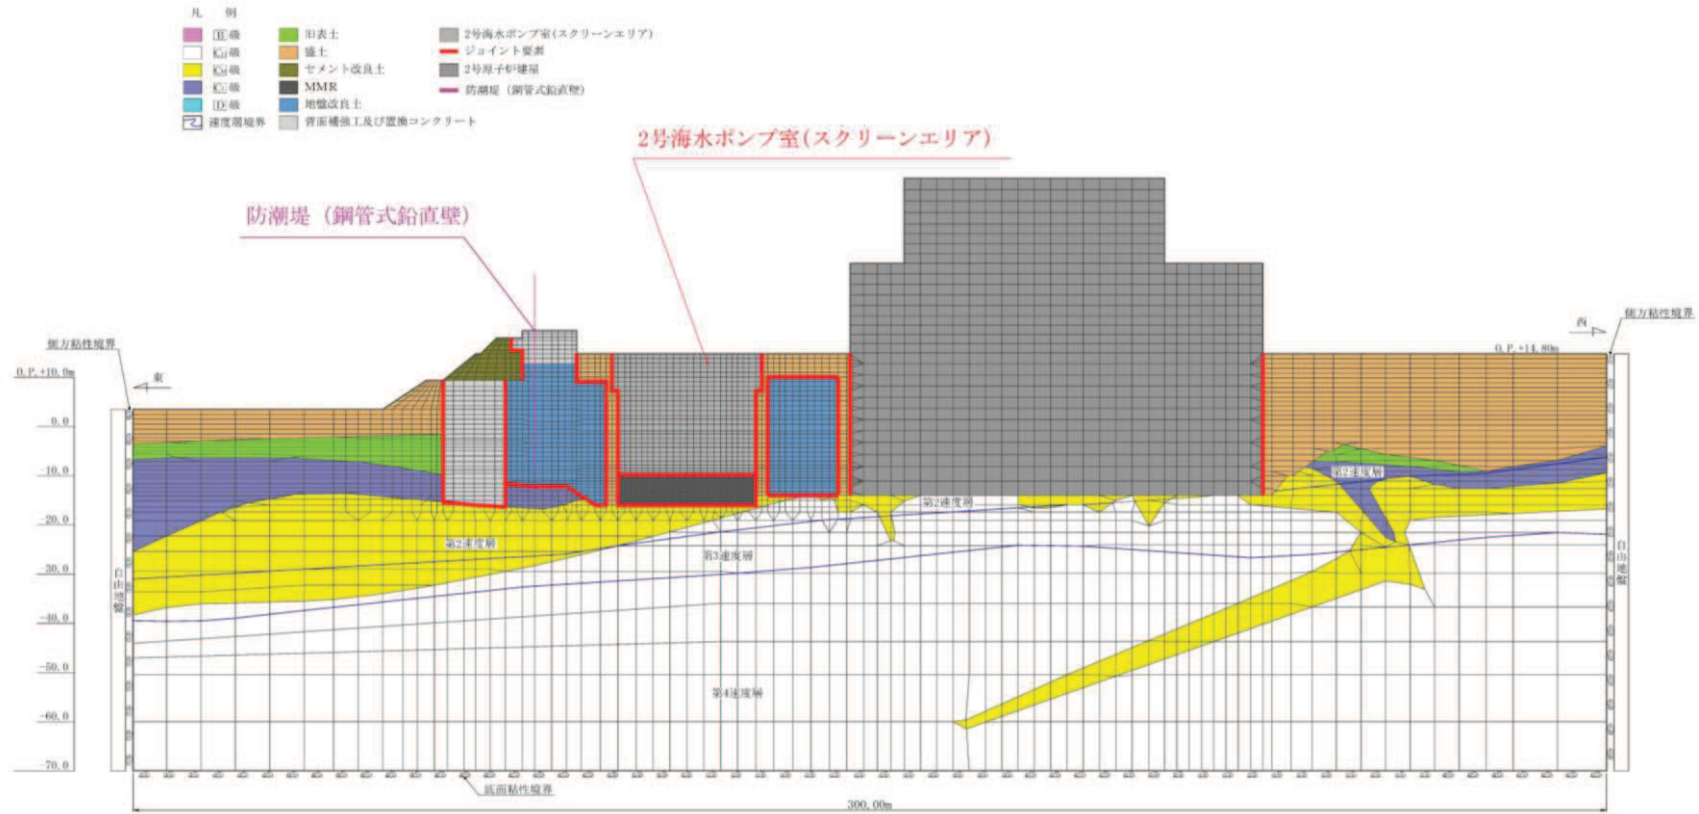 凡 例
B 級
CH 級
CM 級
CL 級
D 級
速度層境界
旧表土
盛土
セメント改良土
MMR
地盤改良土
背面補強工及び置換コンクリート
2号海水ポンプ室(スクリーンエリア)
ジョイント要素
2号原子炉建屋
防潮堤 (鋼管式鉛直壁)
2号海水ポンプ室(スクリーンエリア)
防潮堤 (鋼管式鉛直壁)
側方粘性境界
側方粘性境界
西
O.P.+14.80m
O.P.+10.0m
東
0.0
-10.0
-20.0
-30.0
-40.0
-50.0
-60.0
-70.0
第2速度層
第2速度層
第2速度層
第3速度層
第4速度層
自由地盤
自由地盤
底面粘性境界
300.00m